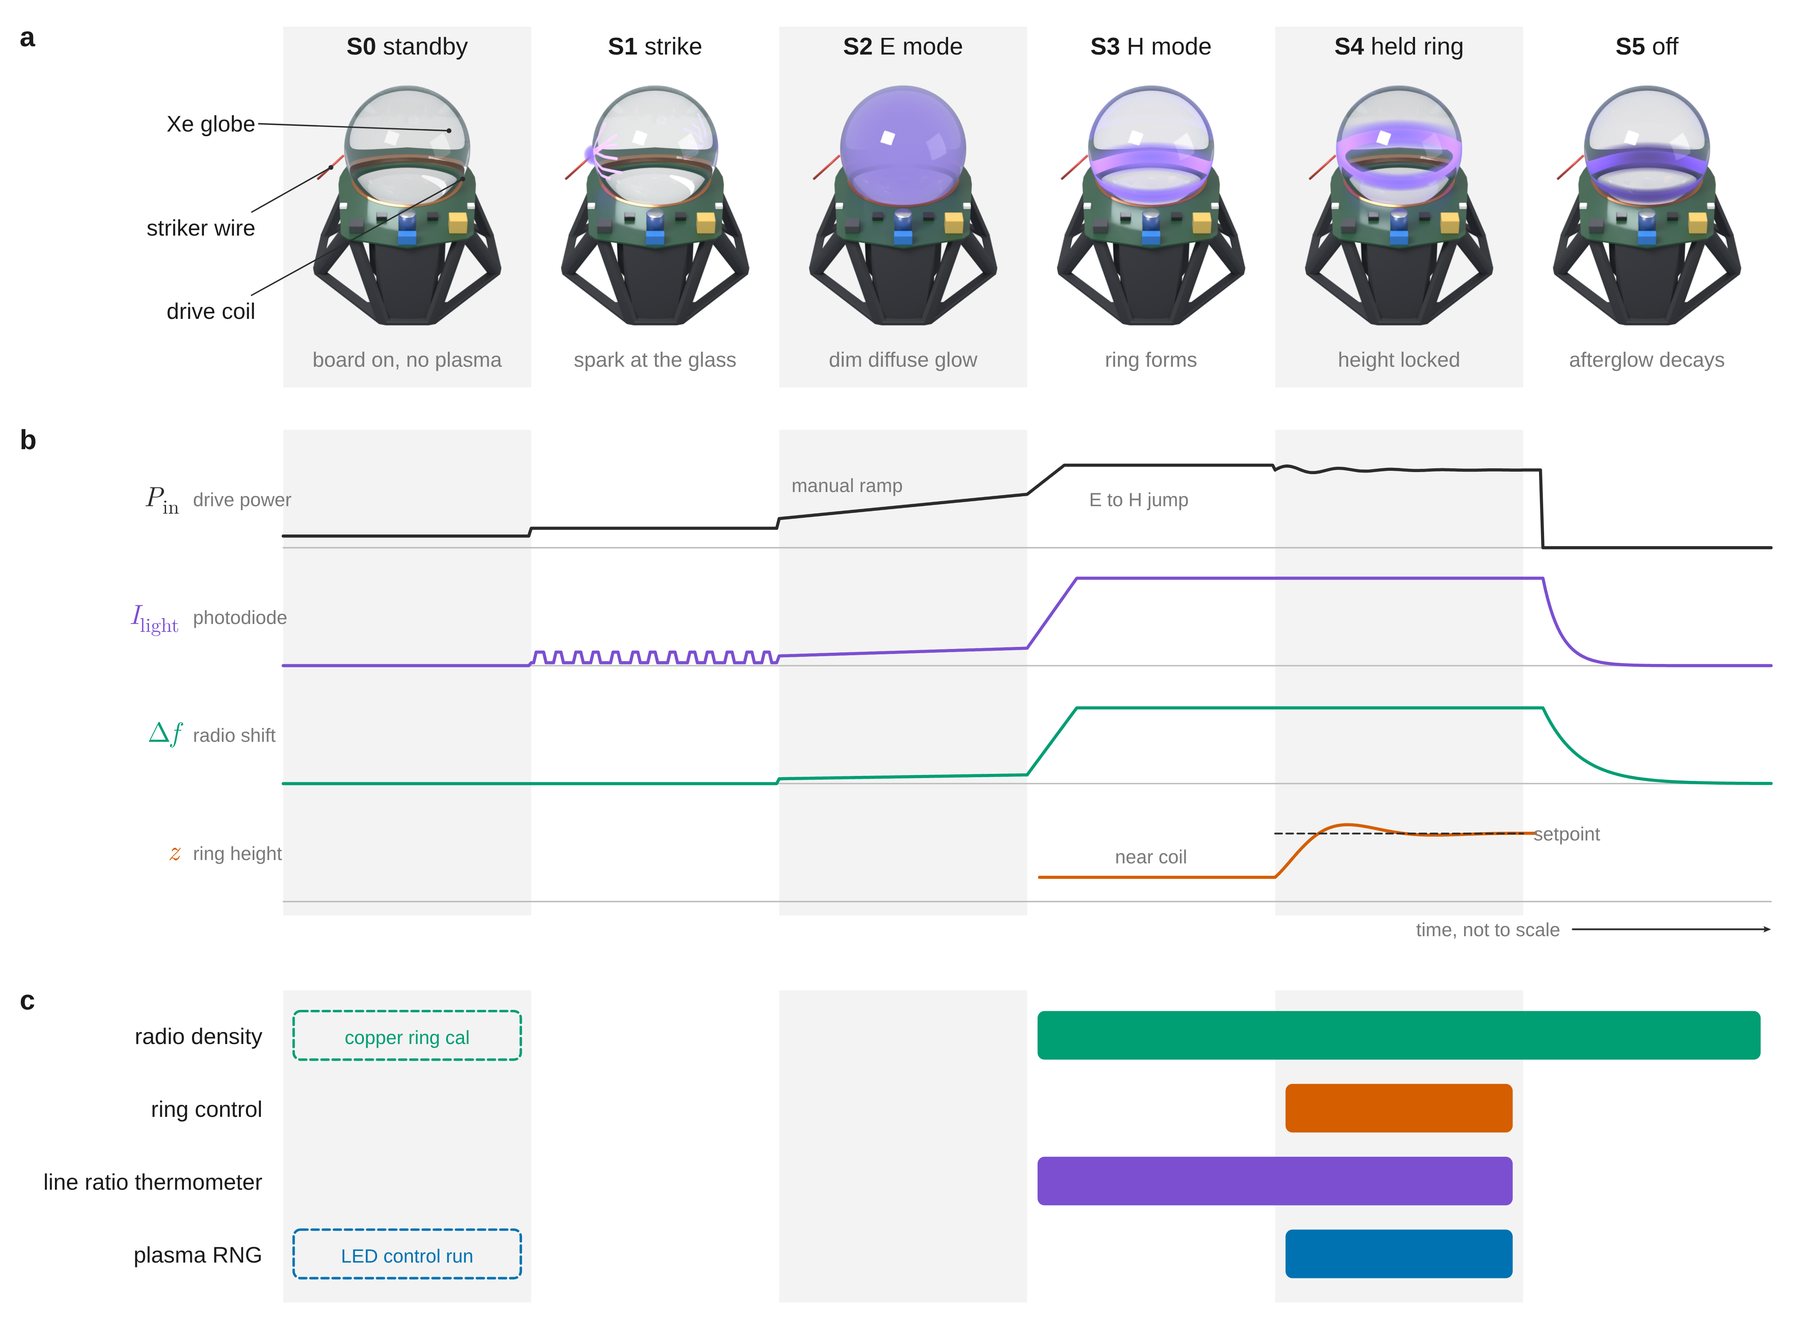 a
S0 standby
S1 strike
S2 E mode
S3 H mode
S4 held ring
S5 off
Xe globe
striker wire
drive coil
board on, no plasma
spark at the glass
dim diffuse glow
ring forms
height locked
afterglow decays
b
P_in drive power
manual ramp
E to H jump
I_light photodiode
Δf radio shift
z ring height
near coil
setpoint
time, not to scale
c
radio density
copper ring cal
ring control
line ratio thermometer
plasma RNG
LED control run